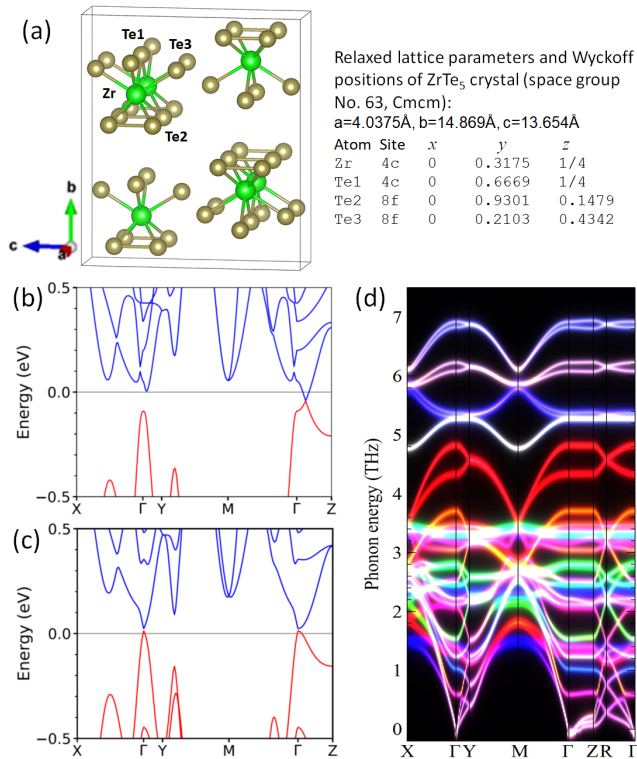 (a)
Te1
Te2
Te3
Zr
b
c
a
Relaxed lattice parameters and Wyckoff
positions of ZrTe5 crystal (space group
No. 63, Cmcm):
a=4.0375Å, b=14.869Å, c=13.654Å
Atom Site x y z
Zr 4c 0 0.3175 1/4
Te1 4c 0 0.6669 1/4
Te2 8f 0 0.9301 0.1479
Te3 8f 0 0.2103 0.4342
(b)
Energy (eV)
0.5
0.0
−0.5
X Γ Y M Γ Z
(c)
Energy (eV)
0.5
0.0
−0.5
X Γ Y M Γ Z
(d)
Phonon energy (THz)
7
6
5
4
3
2
1
0
X Γ Y M Γ Z R Γ